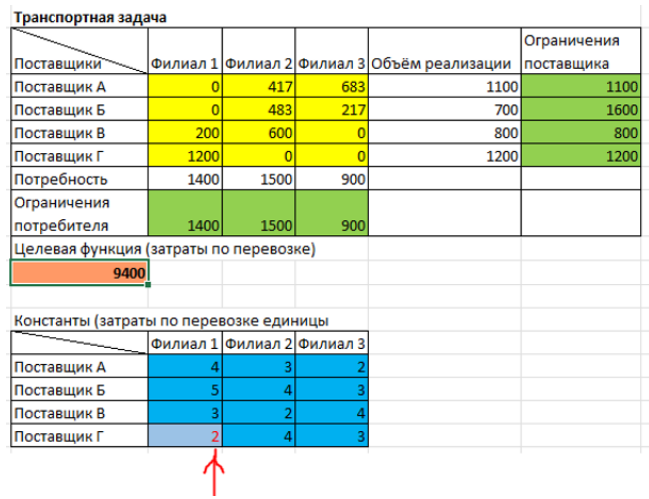 Транспортная задача
Ограничения
Поставщики Филиал 1 Филиал 2 Филиал 3 Объём реализации поставщика
Поставщик А 0 417 683 1100 1100
Поставщик Б 0 483 217 700 1600
Поставщик В 200 600 0 800 800
Поставщик Г 1200 0 0 1200 1200
Потребность 1400 1500 900
Ограничения
потребителя 1400 1500 900
Целевая функция (затраты по перевозке)
9400
Константы (затраты по перевозке единицы
Филиал 1 Филиал 2 Филиал 3
Поставщик А 4 3 2
Поставщик Б 5 4 3
Поставщик В 3 2 4
Поставщик Г 2 4 3